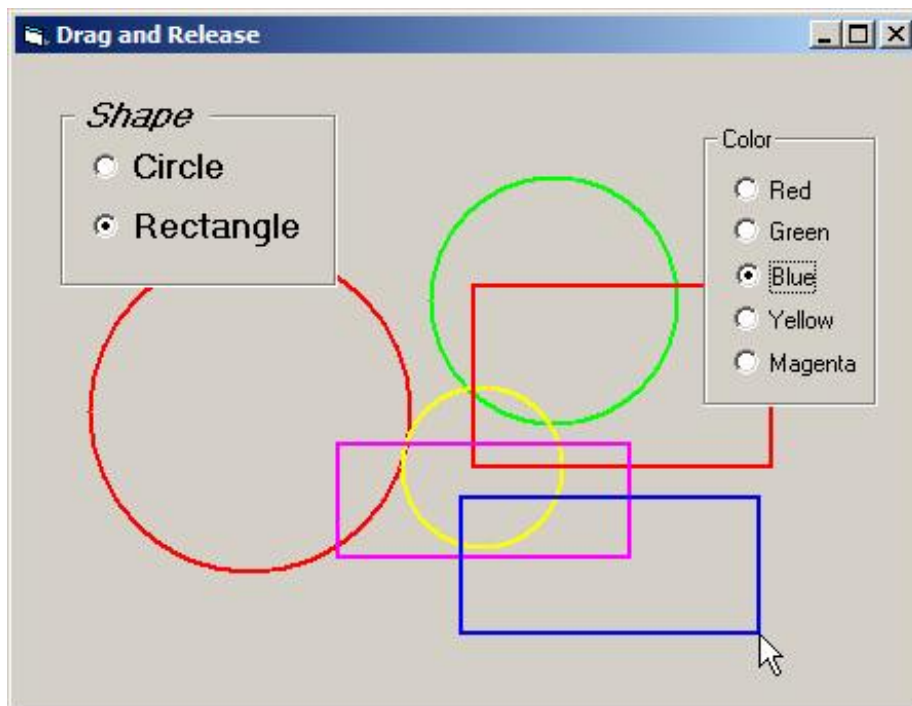 Drag and Release
Shape
Circle
Rectangle
Color
Red
Green
Blue
Yellow
Magenta